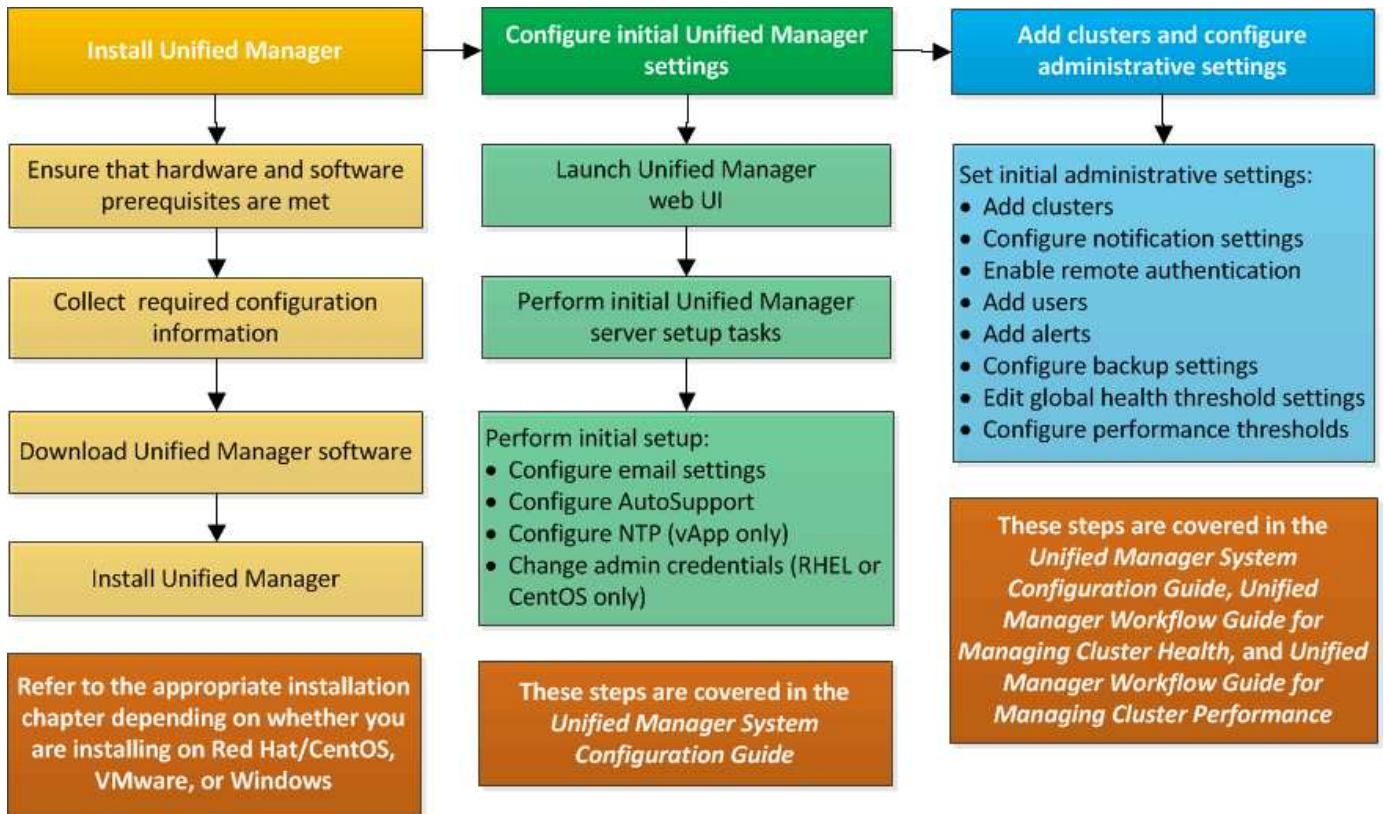 Install Unified Manager
Ensure that hardware and software
prerequisites are met
Collect required configuration
information
Download Unified Manager software
Install Unified Manager
Refer to the appropriate installation
chapter depending on whether you
are installing on Red Hat/CentOS,
VMware, or Windows
Configure initial Unified Manager
settings
Launch Unified Manager
web UI
Perform initial Unified Manager
server setup tasks
Perform initial setup:
• Configure email settings
• Configure AutoSupport
• Configure NTP (vApp only)
• Change admin credentials (RHEL or
CentOS only)
These steps are covered in the
Unified Manager System
Configuration Guide
Add clusters and configure
administrative settings
Set initial administrative settings:
• Add clusters
• Configure notification settings
• Enable remote authentication
• Add users
• Add alerts
• Configure backup settings
• Edit global health threshold settings
• Configure performance thresholds
These steps are covered in the
Unified Manager System
Configuration Guide, Unified
Manager Workflow Guide for
Managing Cluster Health, and Unified
Manager Workflow Guide for
Managing Cluster Performance